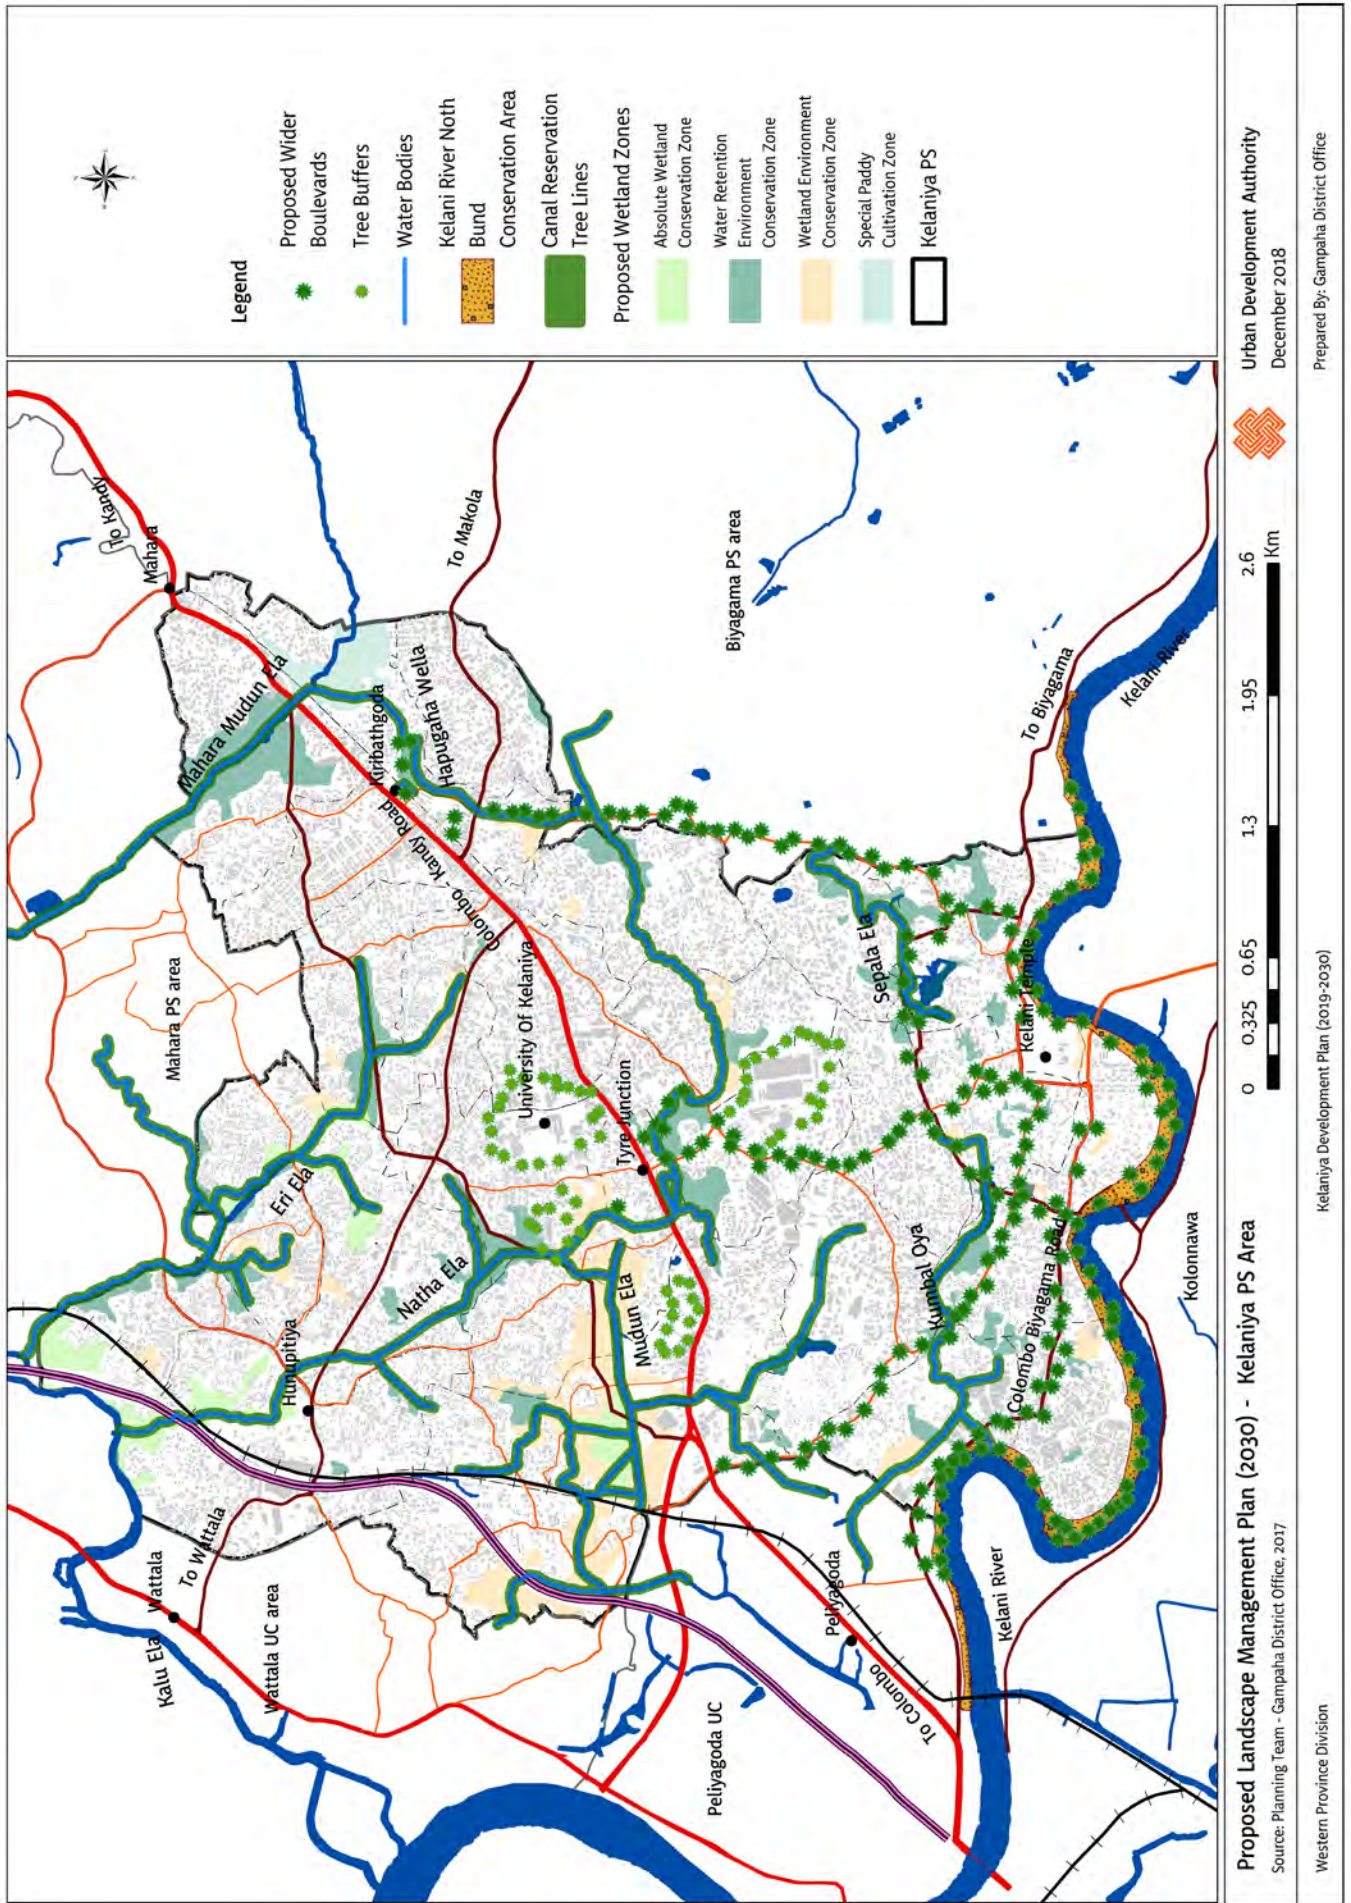 Legend
Proposed Wider
Boulevards
Tree Buffers
Water Bodies
Kelani River Noth
Bund
Conservation Area
Canal Reservation
Tree Lines
Proposed Wetland Zones
Absolute Wetland
Conservation Zone
Water Retention
Environment
Conservation Zone
Wetland Environment
Conservation Zone
Special Paddy
Cultivation Zone
Kelaniya PS
To Kandy
Mahara
To Makola
Biyagama PS area
Mahara Mudun Ela
Kiribathgoda
Hapugaha Wella
Colombo - Kandy Road
To Biyagama
Kelani River
Mahara PS area
University Of Kelaniya
Sepala Ela
Kelani Temple
Tyre Junction
Eri Ela
Natha Ela
Mudun Ela
Kumbal Oya
Colombo Biyagama Road
Kolonnawa
Hunupitiya
To Wattala
Wattala
Kalu Ela
Wattala UC area
Peliyagoda
Kelani River
To Colombo
Peliyagoda UC
Proposed Landscape Management Plan (2030) - Kelaniya PS Area
Source: Planning Team - Gampaha District Office, 2017
0 0.325 0.65 1.3 1.95 2.6
Km
Urban Development Authority
December 2018
Western Province Division
Kelaniya Development Plan (2019-2030)
Prepared By: Gampaha District Office